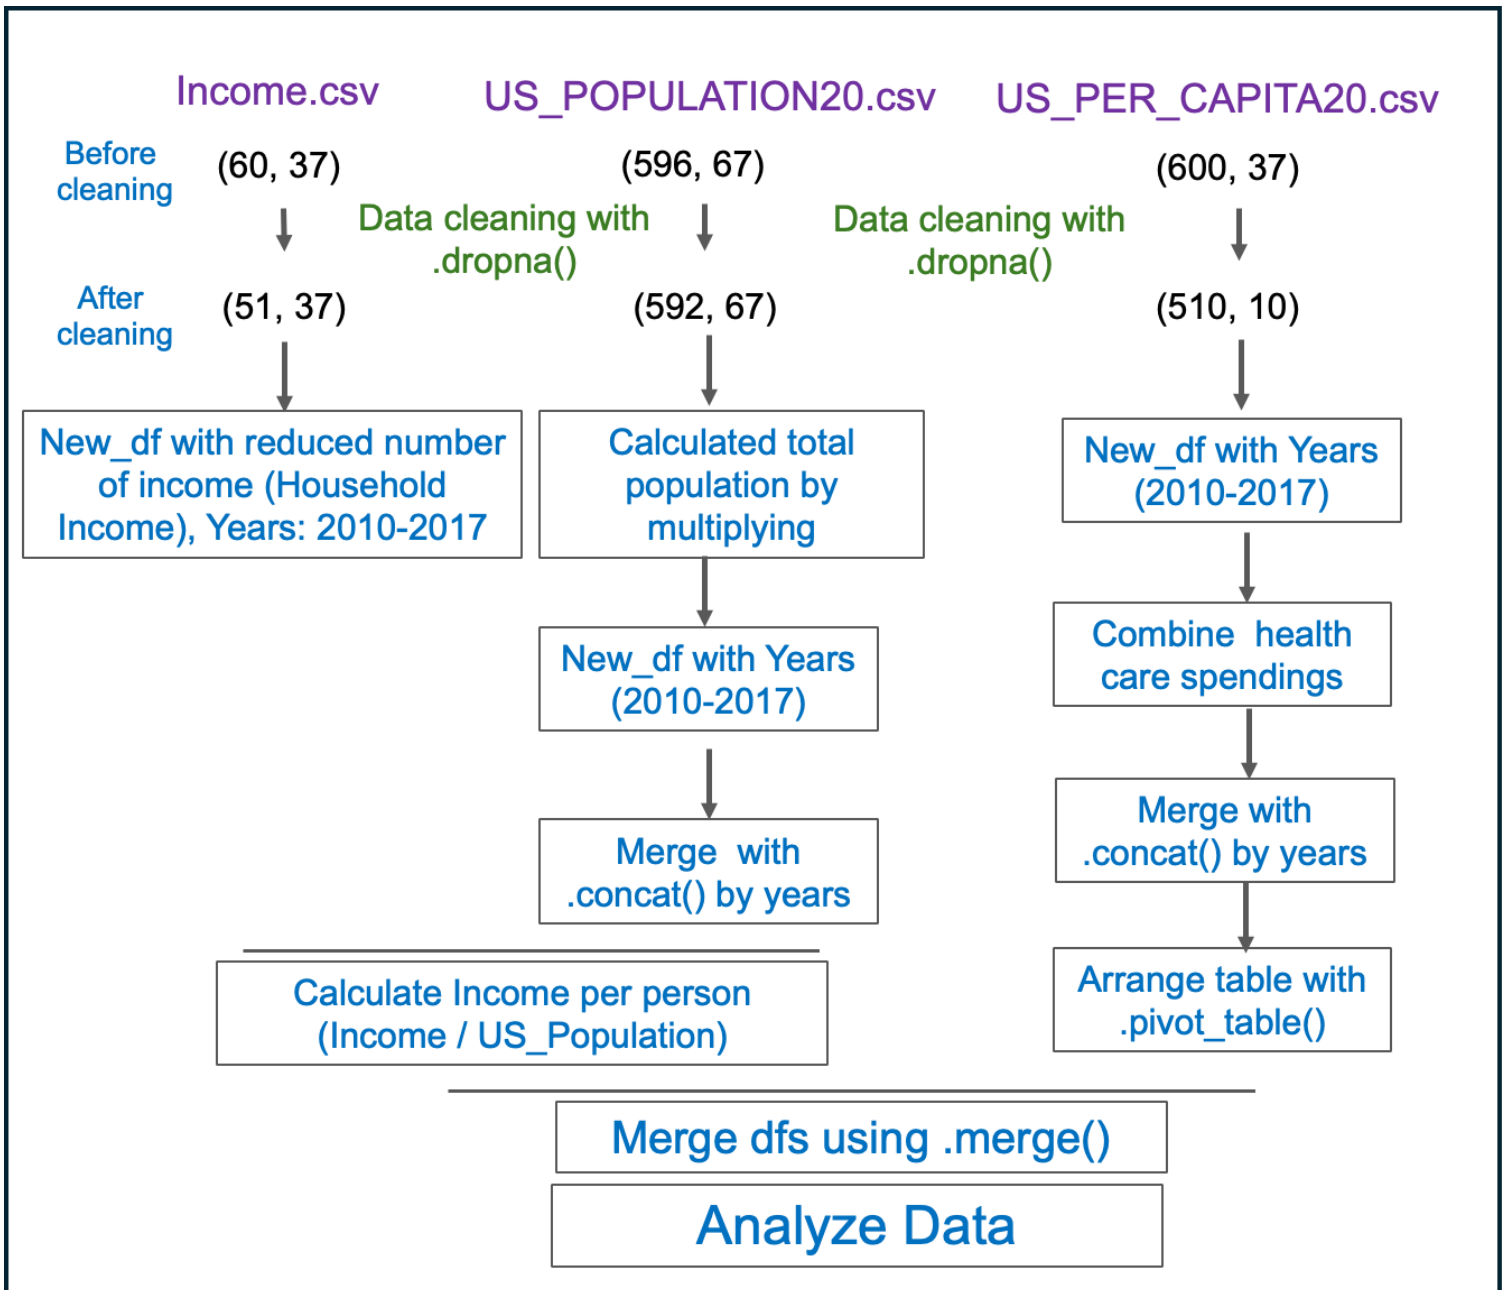 Income.csv
US_POPULATION20.csv
US_PER_CAPITA20.csv
Before
cleaning
(60, 37)
(596, 67)
(600, 37)
Data cleaning with
.dropna()
Data cleaning with
.dropna()
After
cleaning
(51, 37)
(592, 67)
(510, 10)
New_df with reduced number
of income (Household
Income), Years: 2010-2017
Calculated total
population by
multiplying
New_df with Years
(2010-2017)
New_df with Years
(2010-2017)
Combine health
care spendings
Merge with
.concat() by years
Merge with
.concat() by years
Calculate Income per person
(Income / US_Population)
Arrange table with
.pivot_table()
Merge dfs using .merge()
Analyze Data